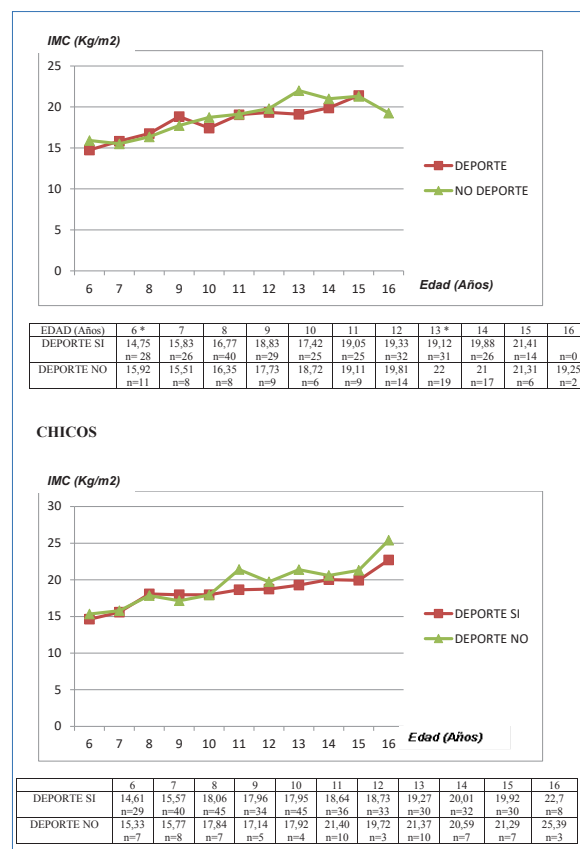 IMC (Kg/m2)
25
20
15
10
5
0
6 7 8 9 10 11 12 13 14 15 16
Edad (Años)
DEPORTE
NO DEPORTE
EDAD (Años) 6 * 7 8 9 10 11 12 13 * 14 15 16
DEPORTE SI 14,75 15,83 16,77 18,83 17,42 19,05 19,33 19,12 19,88 21,41
n= 28 n=26 n=40 n=29 n=25 n=25 n=32 n=31 n=26 n=14 n=0
DEPORTE NO 15,92 15,51 16,35 17,73 18,72 19,11 19,81 22 21 21,31 19,25
n=11 n=8 n=8 n=9 n=6 n=9 n=14 n=19 n=17 n=6 n=2
CHICOS
IMC (Kg/m2)
30
25
20
15
10
5
0
6 7 8 9 10 11 12 13 14 15 16
Edad (Años)
DEPORTE SI
DEPORTE NO
6 7 8 9 10 11 12 13 14 15 16
DEPORTE SI 14,61 15,57 18,06 17,96 17,95 18,64 18,73 19,27 20,01 19,92 22,7
n=29 n=40 n=45 n=34 n=45 n=36 n=33 n=30 n=32 n=30 n=8
DEPORTE NO 15,33 15,77 17,84 17,14 17,92 21,40 19,72 21,37 20,59 21,29 25,39
n=7 n=8 n=7 n=5 n=4 n=10 n=3 n=10 n=7 n=7 n=3